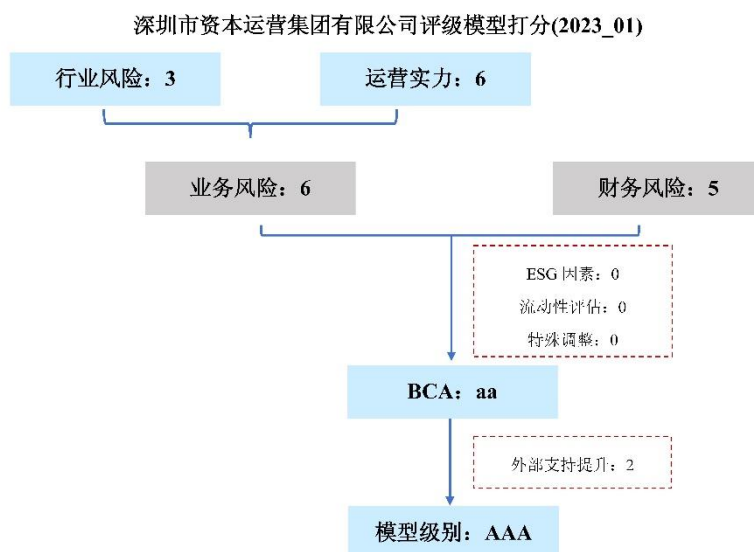 深圳市资本运营集团有限公司评级模型打分(2023_01)
行业风险：3
运营实力：6
业务风险：6
财务风险：5
ESG 因素：0
流动性评估：0
特殊调整：0
BCA：aa
外部支持提升：2
模型级别：AAA